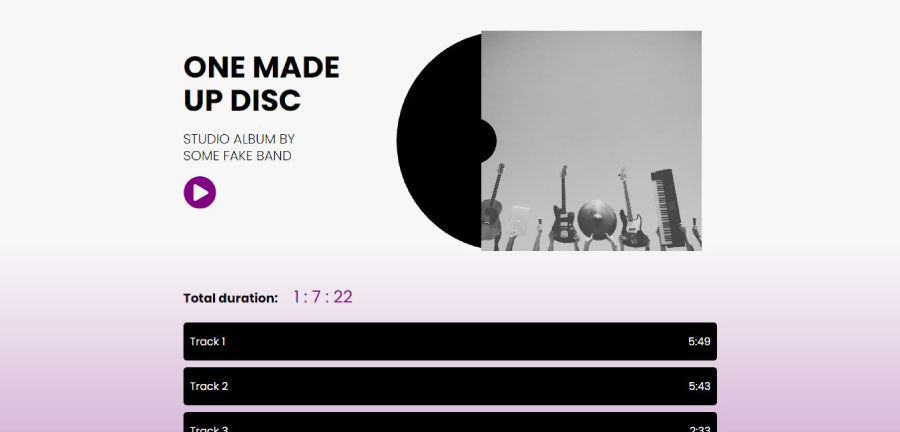 ONE MADE
UP DISC
STUDIO ALBUM BY
SOME FAKE BAND
Total duration: 1 : 7 : 22
Track 1 5:49
Track 2 5:43
Track 3 2:33